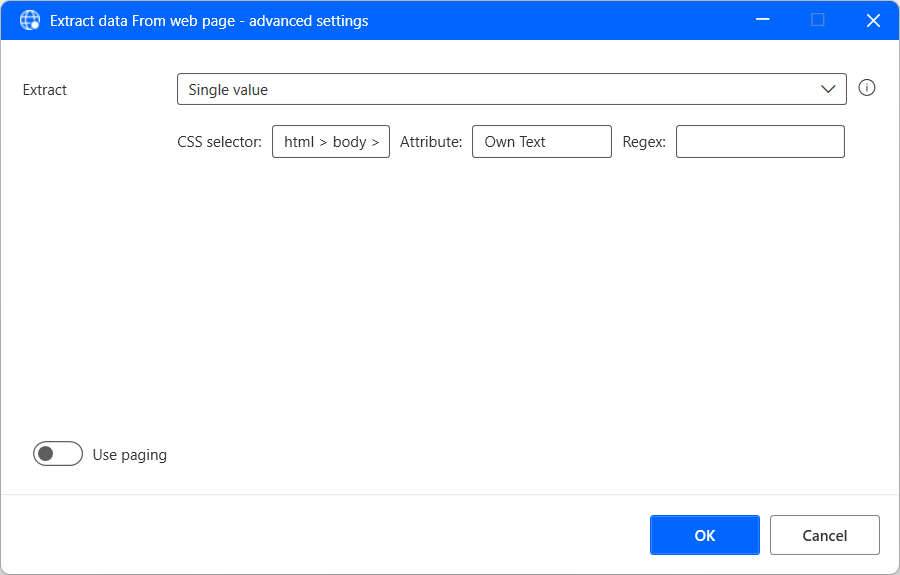 Extract data From web page - advanced settings
Extract Single value
CSS selector: html > body > Attribute: Own Text Regex:
Use paging
OK Cancel